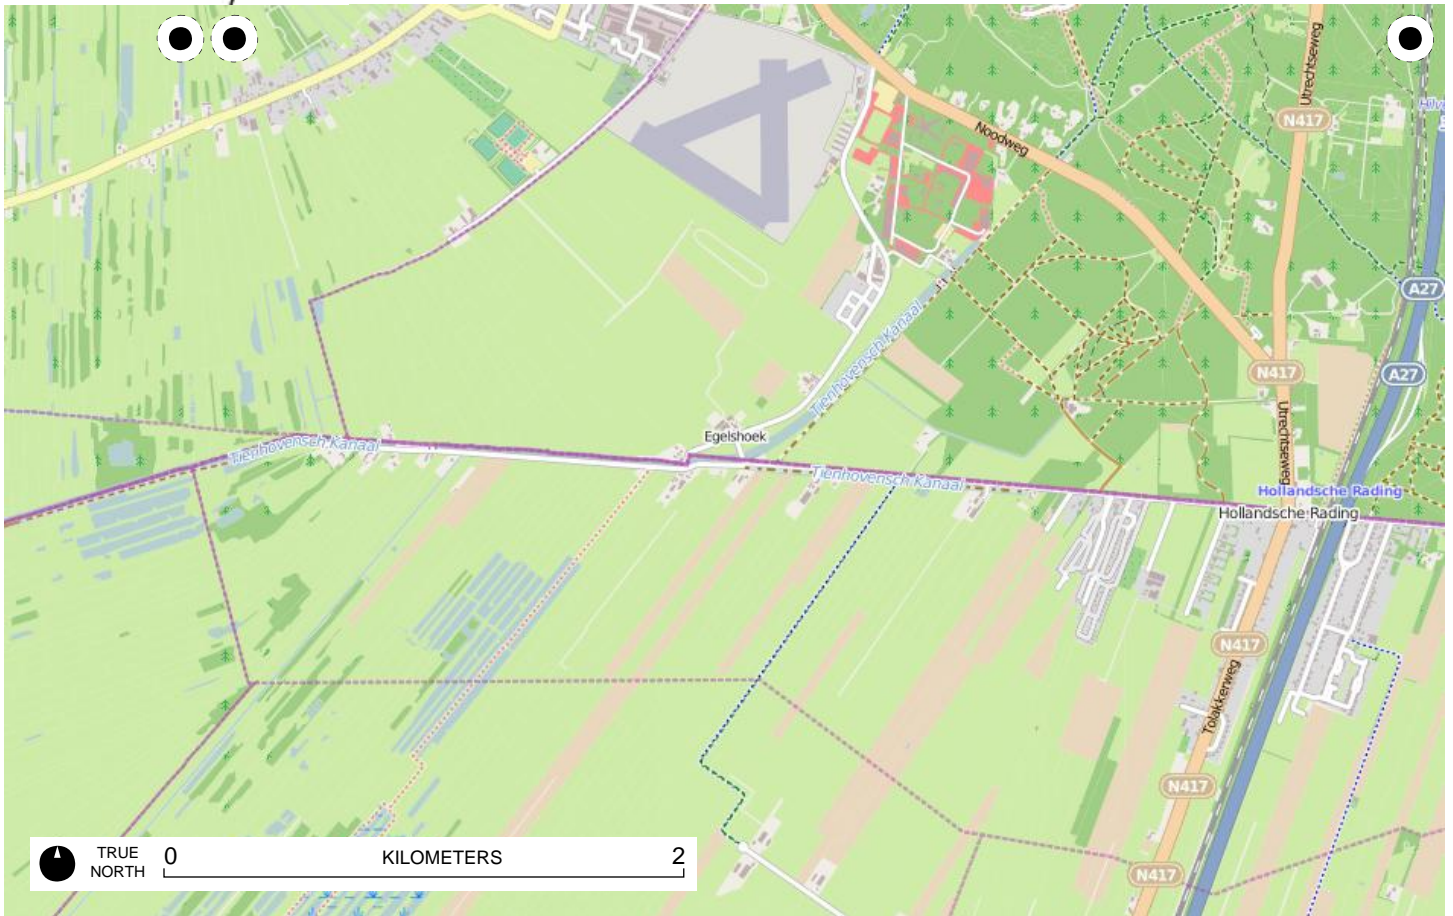 Utrechtseweg
N417
Noodweg
A27
Tienhovensch Kanaal
N417
A27
Utrechtseweg
Egelshoek
Tienhovensch Kanaal
Tienhovensch Kanaal
Hollandsche Rading
Hollandsche Rading
N417
Tolakkerweg
N417
N417
TRUE
NORTH
0 KILOMETERS 2